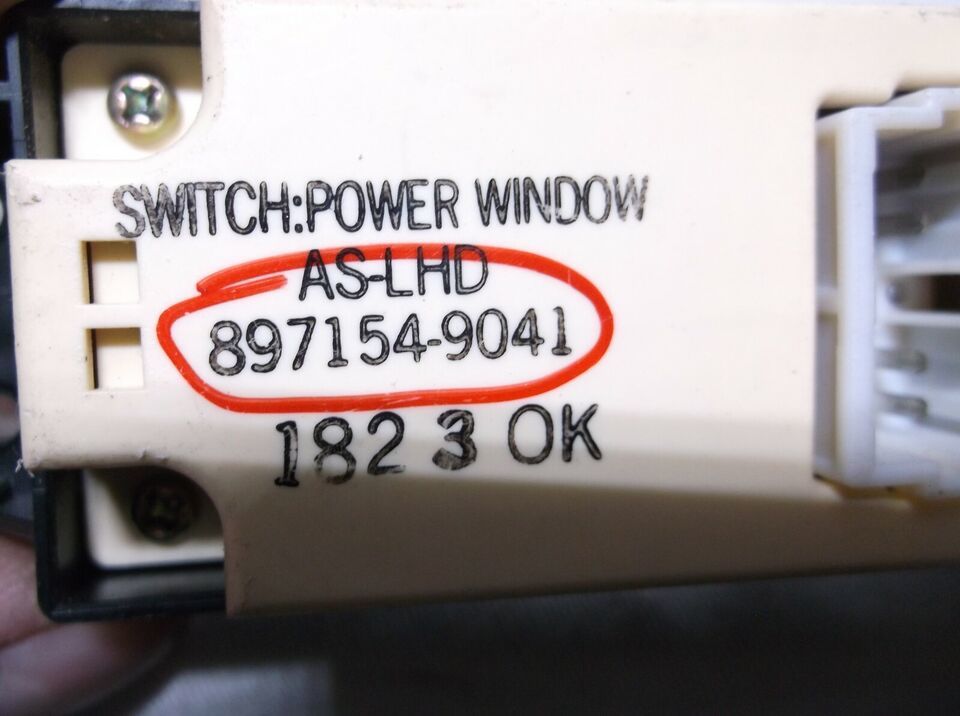 SWITCH:POWER WINDOW
AS-LHD
897154-9041
182 3 OK